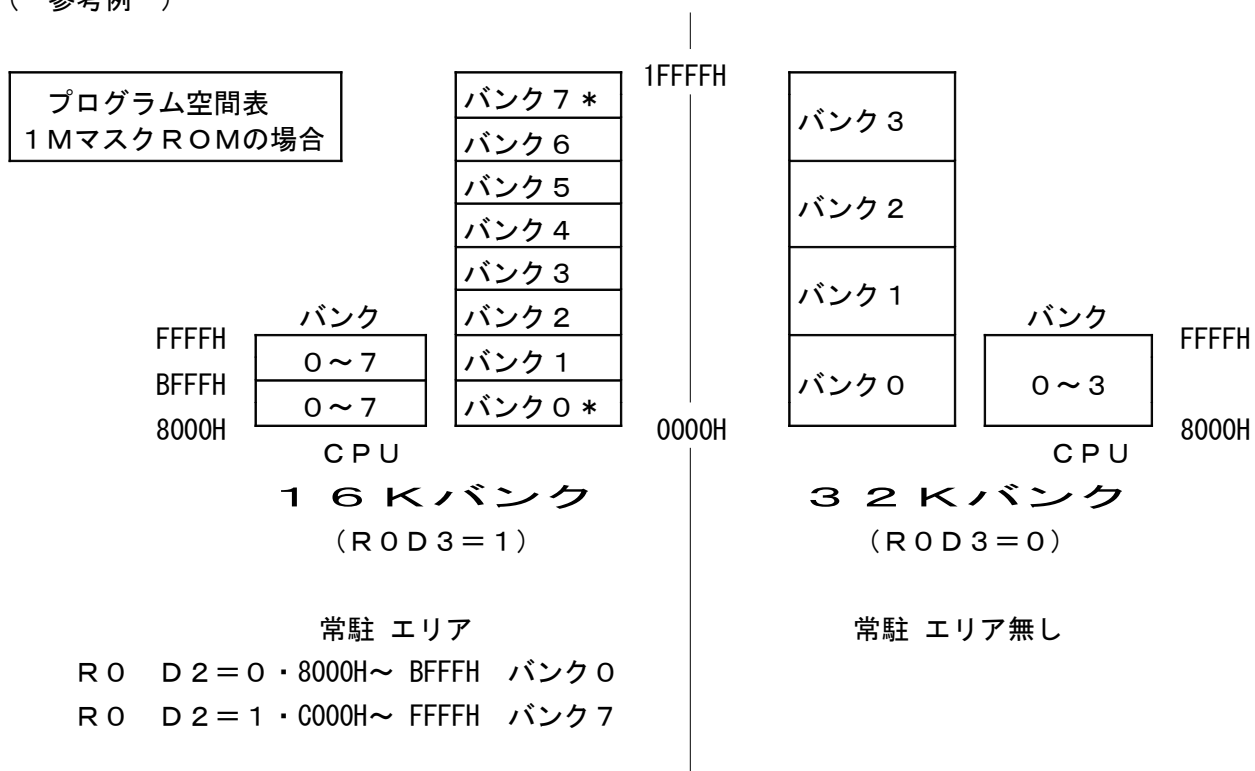 （　参考例　）
プログラム空間表
１ＭマスクＲＯＭの場合
バンク７＊
バンク６
バンク５
バンク４
バンク３
バンク２
バンク１
バンク０＊
バンク
０～７
０～７
FFFFH
BFFFH
8000H
ＣＰＵ
１６Ｋバンク
（Ｒ０Ｄ３＝１）
常駐 エリア
Ｒ０　Ｄ２＝０・8000H～ BFFFH　バンク０
Ｒ０　Ｄ２＝１・C000H～ FFFFH　バンク７
1FFFFH
0000H
バンク３
バンク２
バンク１
バンク０
バンク
０～３
FFFFH
8000H
ＣＰＵ
３２Ｋバンク
（Ｒ０Ｄ３＝０）
常駐 エリア無し